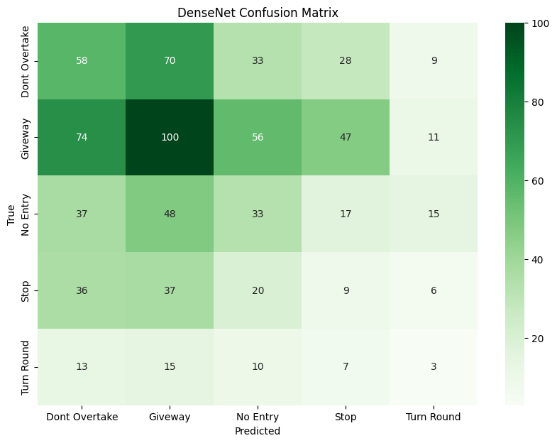 DenseNet Confusion Matrix
True
Dont Overtake 58 70 33 28 9
Giveway 74 100 56 47 11
No Entry 37 48 33 17 15
Stop 36 37 20 9 6
Turn Round 13 15 10 7 3
Dont Overtake Giveway No Entry Stop Turn Round
Predicted
100
80
60
40
20